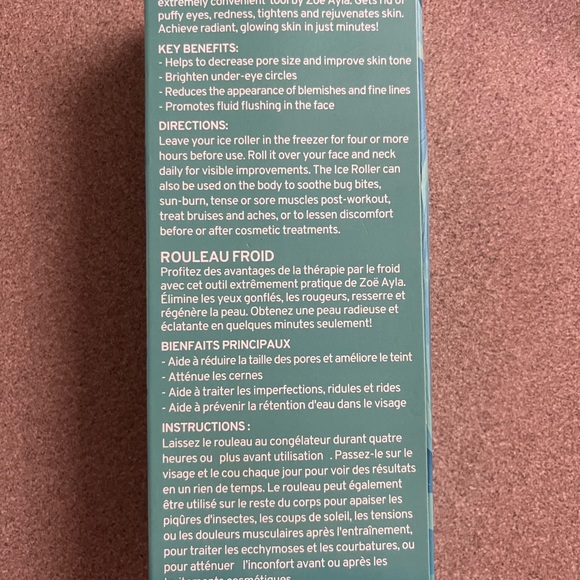 extremely convenient tool by Zoë Ayla. Gets rid of
puffy eyes, redness, tightens and rejuvenates skin.
Achieve radiant, glowing skin in just minutes!
KEY BENEFITS:
- Helps to decrease pore size and improve skin tone
- Brighten under-eye circles
- Reduces the appearance of blemishes and fine lines
- Promotes fluid flushing in the face
DIRECTIONS:
Leave your ice roller in the freezer for four or more
hours before use. Roll it over your face and neck
daily for visible improvements. The Ice Roller can
also be used on the body to soothe bug bites,
sun-burn, tense or sore muscles post-workout,
treat bruises and aches, or to lessen discomfort
before or after cosmetic treatments.
ROULEAU FROID
Profitez des avantages de la thérapie par le froid
avec cet outil extrêmement pratique de Zoë Ayla.
Élimine les yeux gonflés, les rougeurs, resserre et
régénère la peau. Obtenez une peau radieuse et
éclatante en quelques minutes seulement!
BIENFAITS PRINCIPAUX
- Aide à réduire la taille des pores et améliore le teint
- Atténue les cernes
- Aide à traiter les imperfections, ridules et rides
- Aide à prévenir la rétention d'eau dans le visage
INSTRUCTIONS :
Laissez le rouleau au congélateur durant quatre
heures ou plus avant utilisation . Passez-le sur le
visage et le cou chaque jour pour voir des résultats
en un rien de temps. Le rouleau peut également
être utilisé sur le reste du corps pour apaiser les
piqûres d'insectes, les coups de soleil, les tensions
ou les douleurs musculaires après l'entraînement,
pour traiter les ecchymoses et les courbatures, ou
pour atténuer l'inconfort avant ou après les
traitements cosmétiques.